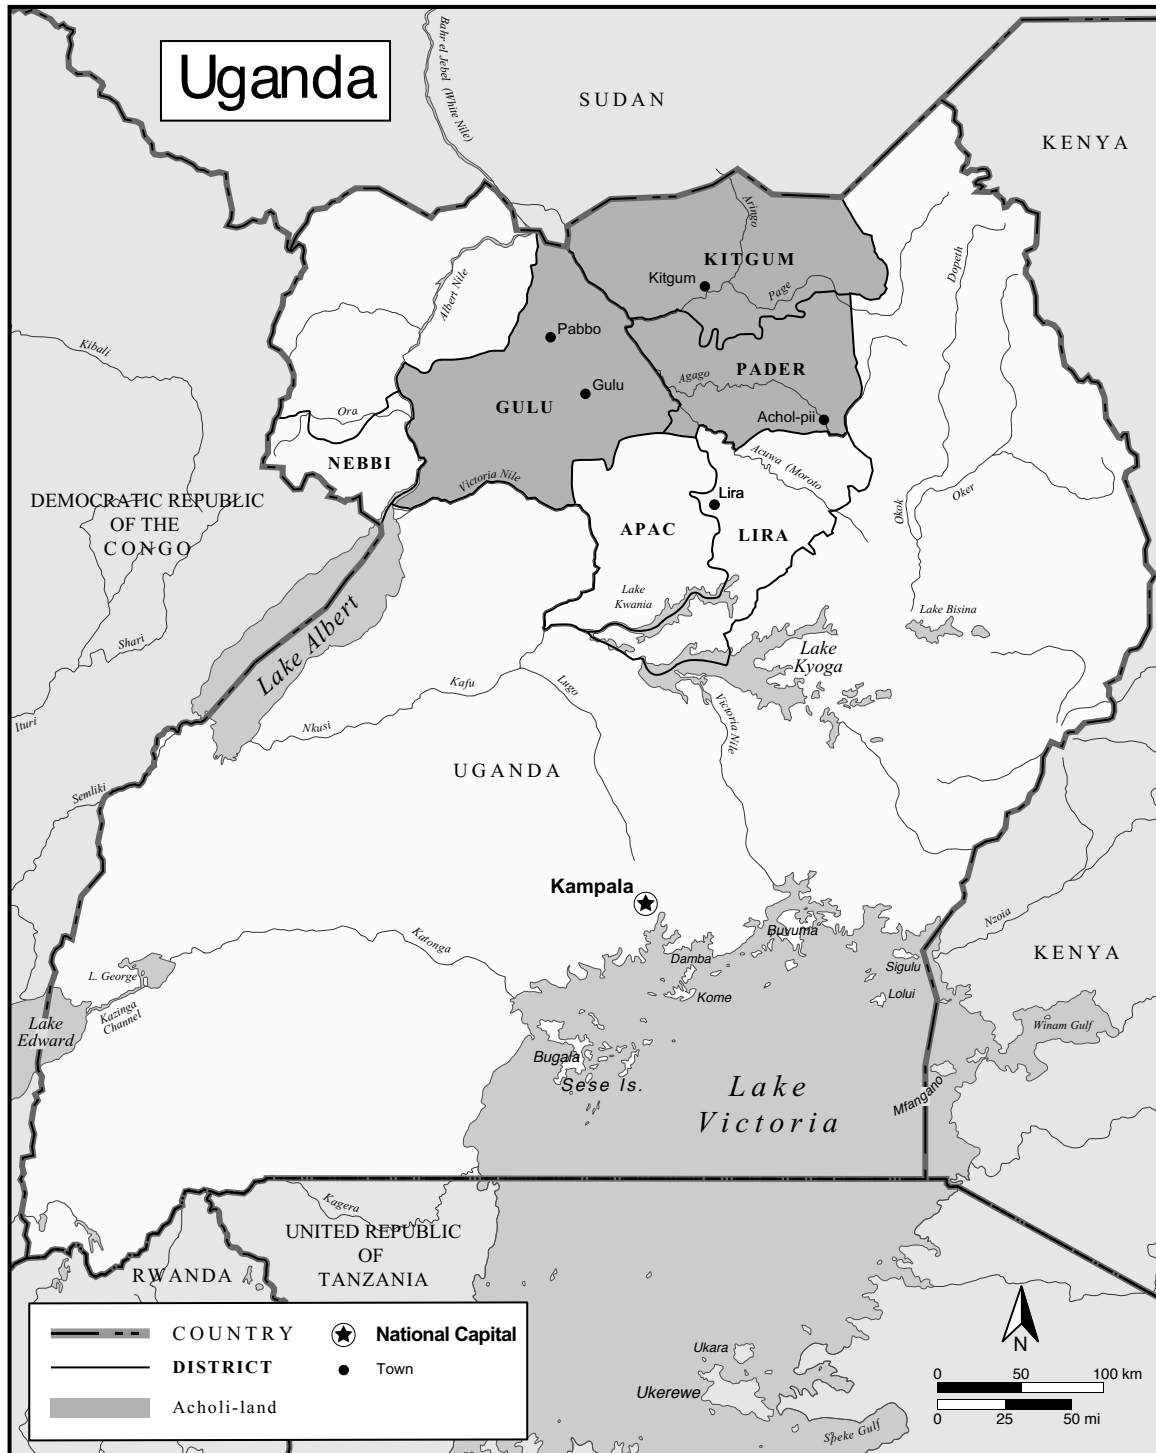 Uganda
Bahr el Jebel (White Nile)
SUDAN
KENYA
Aringo
KITGUM
Kitgum
Page
Dopeth
Albert Nile
Pabbo
Kibali
PADER
Agago
Gulu
GULU
Achol-pii
Ora
NEBBI
Acuwa (Moroto
Victoria Nile
Lira
Okok
Oker
DEMOCRATIC REPUBLIC
OF THE
CONGO
APAC
LIRA
Lake
Kwania
Lake Bisina
Shari
Lake Albert
Lake
Kyoga
Kafu
Lugo
Victoria Nile
Ituri
Nkusi
UGANDA
Semliki
Kampala
Buvuma
Nzoia
Katonga
Damba
KENYA
Sigulu
L. George
Kome
Lolui
Kazinga
Channel
Lake
Edward
Winam Gulf
Bugala
Sese Is.
Lake
Victoria
Mfangano
Kagera
UNITED REPUBLIC
OF
TANZANIA
RWANDA
COUNTRY
National Capital
DISTRICT
Town
Acholi-land
Ukara
Ukerewe
Speke Gulf
N
0 50 100 km
0 25 50 mi